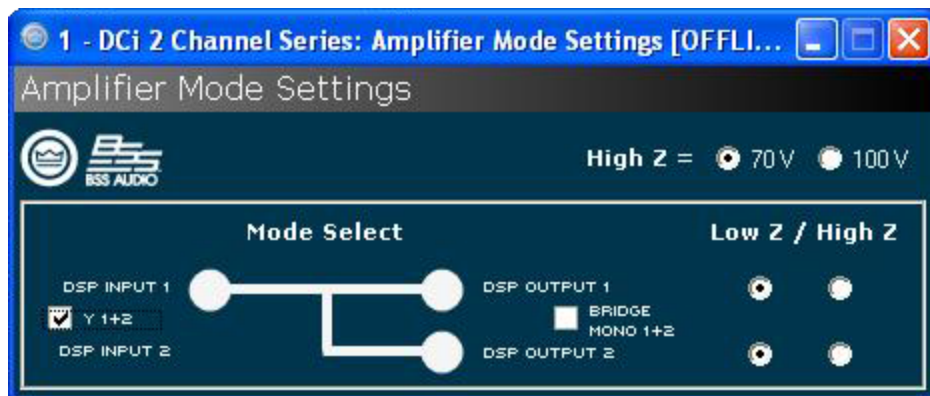 1 - DCi 2 Channel Series: Amplifier Mode Settings [OFFLI...
Amplifier Mode Settings
BSS AUDIO
High Z = 70V 100V
Mode Select
Low Z / High Z
DSP INPUT 1
DSP OUTPUT 1
Y 1+2
BRIDGE
MONO 1+2
DSP INPUT 2
DSP OUTPUT 2